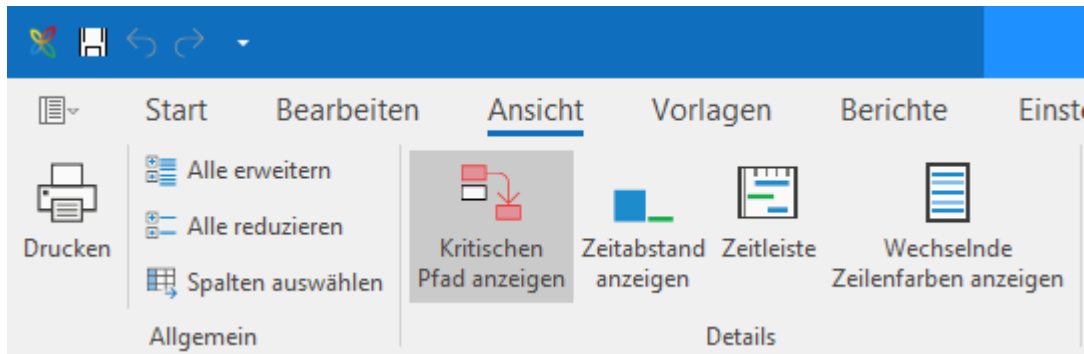 Start Bearbeiten Ansicht Vorlagen Berichte Einst
Drucken
Alle erweitern
Alle reduzieren
Spalten auswählen
Allgemein
Kritischen
Pfad anzeigen
Zeitabstand
anzeigen
Zeitleiste
Wechselnde
Zeilenfarben anzeigen
Details